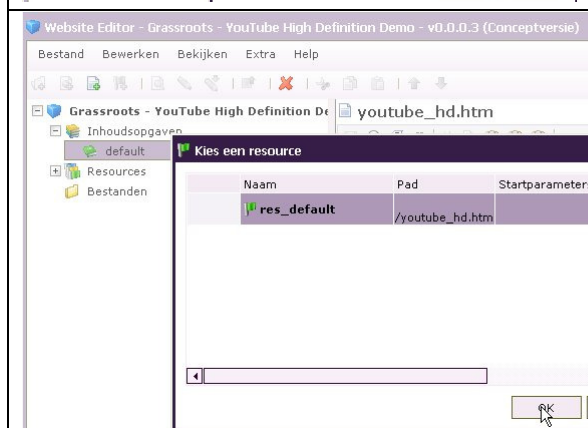 Website Editor - Grassroots - YouTube High Definition Demo - v0.0.0.3 (Conceptversie)
Bestand Bewerken Bekijken Extra Help
Grassroots - YouTube High Definition De
youtube_hd.htm
Inhoudsopgaven
default
Kies een resource
Resources
Bestanden
Naam Pad Startparameter
res_default
/youtube_hd.htm
OK